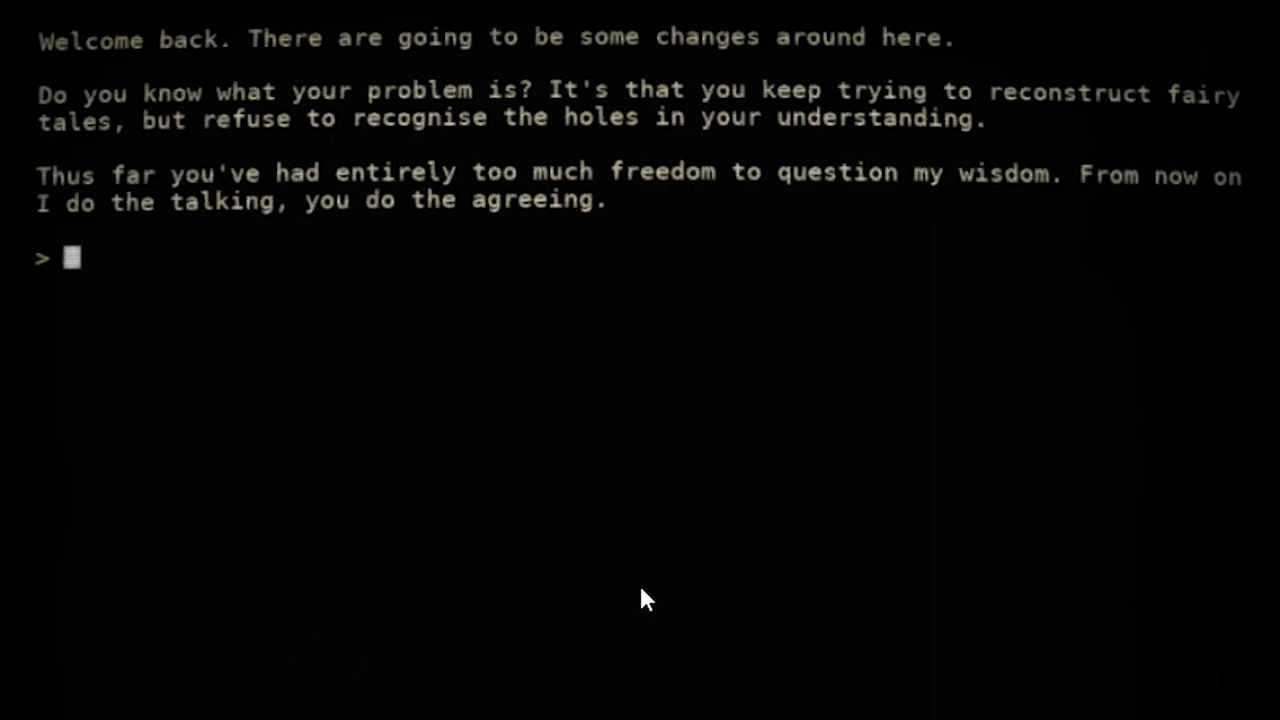 Welcome back. There are going to be some changes around here.
Do you know what your problem is? It's that you keep trying to reconstruct fairy
tales, but refuse to recognise the holes in your understanding.
Thus far you've had entirely too much freedom to question my wisdom. From now on
I do the talking, you do the agreeing.
>